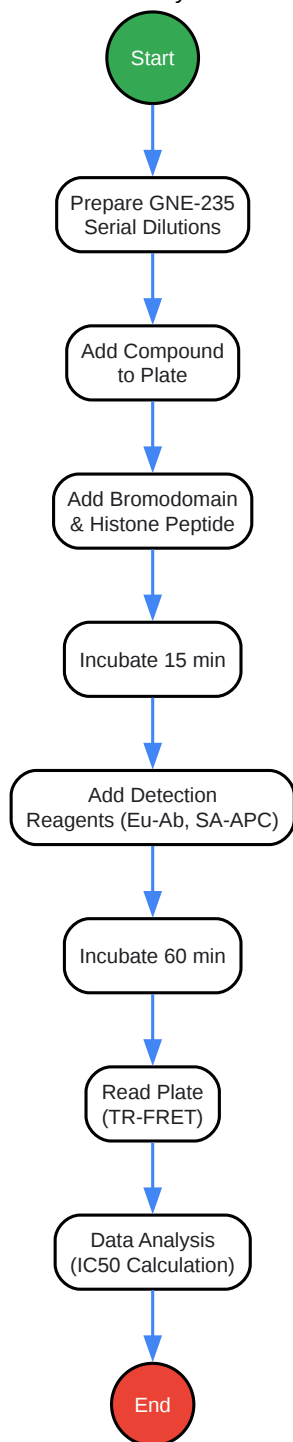 Start
Prepare GNE-235
Serial Dilutions
Add Compound
to Plate
Add Bromodomain
& Histone Peptide
Incubate 15 min
Add Detection
Reagents (Eu-Ab, SA-APC)
Incubate 60 min
Read Plate
(TR-FRET)
Data Analysis
(IC50 Calculation)
End